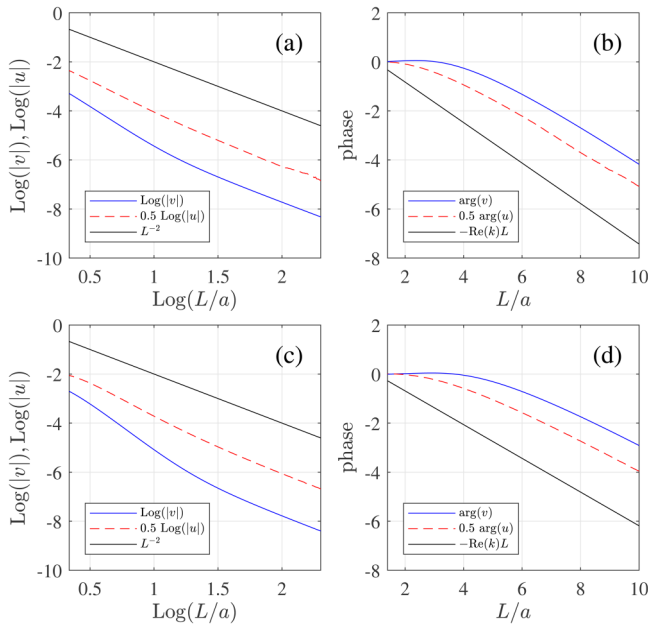 (a)
Log(|v|), Log(|u|)
0
-2
-4
-6
-8
-10
Log(|v|)
0.5 Log(|u|)
L⁻²
0.5
1
1.5
2
Log(L/a)
(b)
phase
2
0
-2
-4
-6
-8
arg(v)
0.5 arg(u)
−Re(k)L
2
4
6
8
10
L/a
(c)
Log(|v|), Log(|u|)
0
-2
-4
-6
-8
-10
Log(|v|)
0.5 Log(|u|)
L⁻²
0.5
1
1.5
2
Log(L/a)
(d)
phase
2
0
-2
-4
-6
-8
arg(v)
0.5 arg(u)
−Re(k)L
2
4
6
8
10
L/a